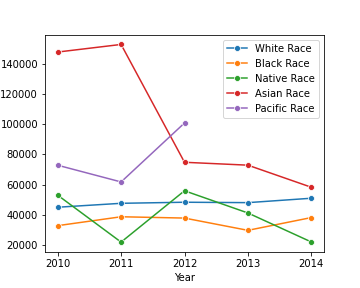 White Race
Black Race
Native Race
Asian Race
Pacific Race
140000
120000
100000
80000
60000
40000
20000
2010 2011 2012 2013 2014
Year